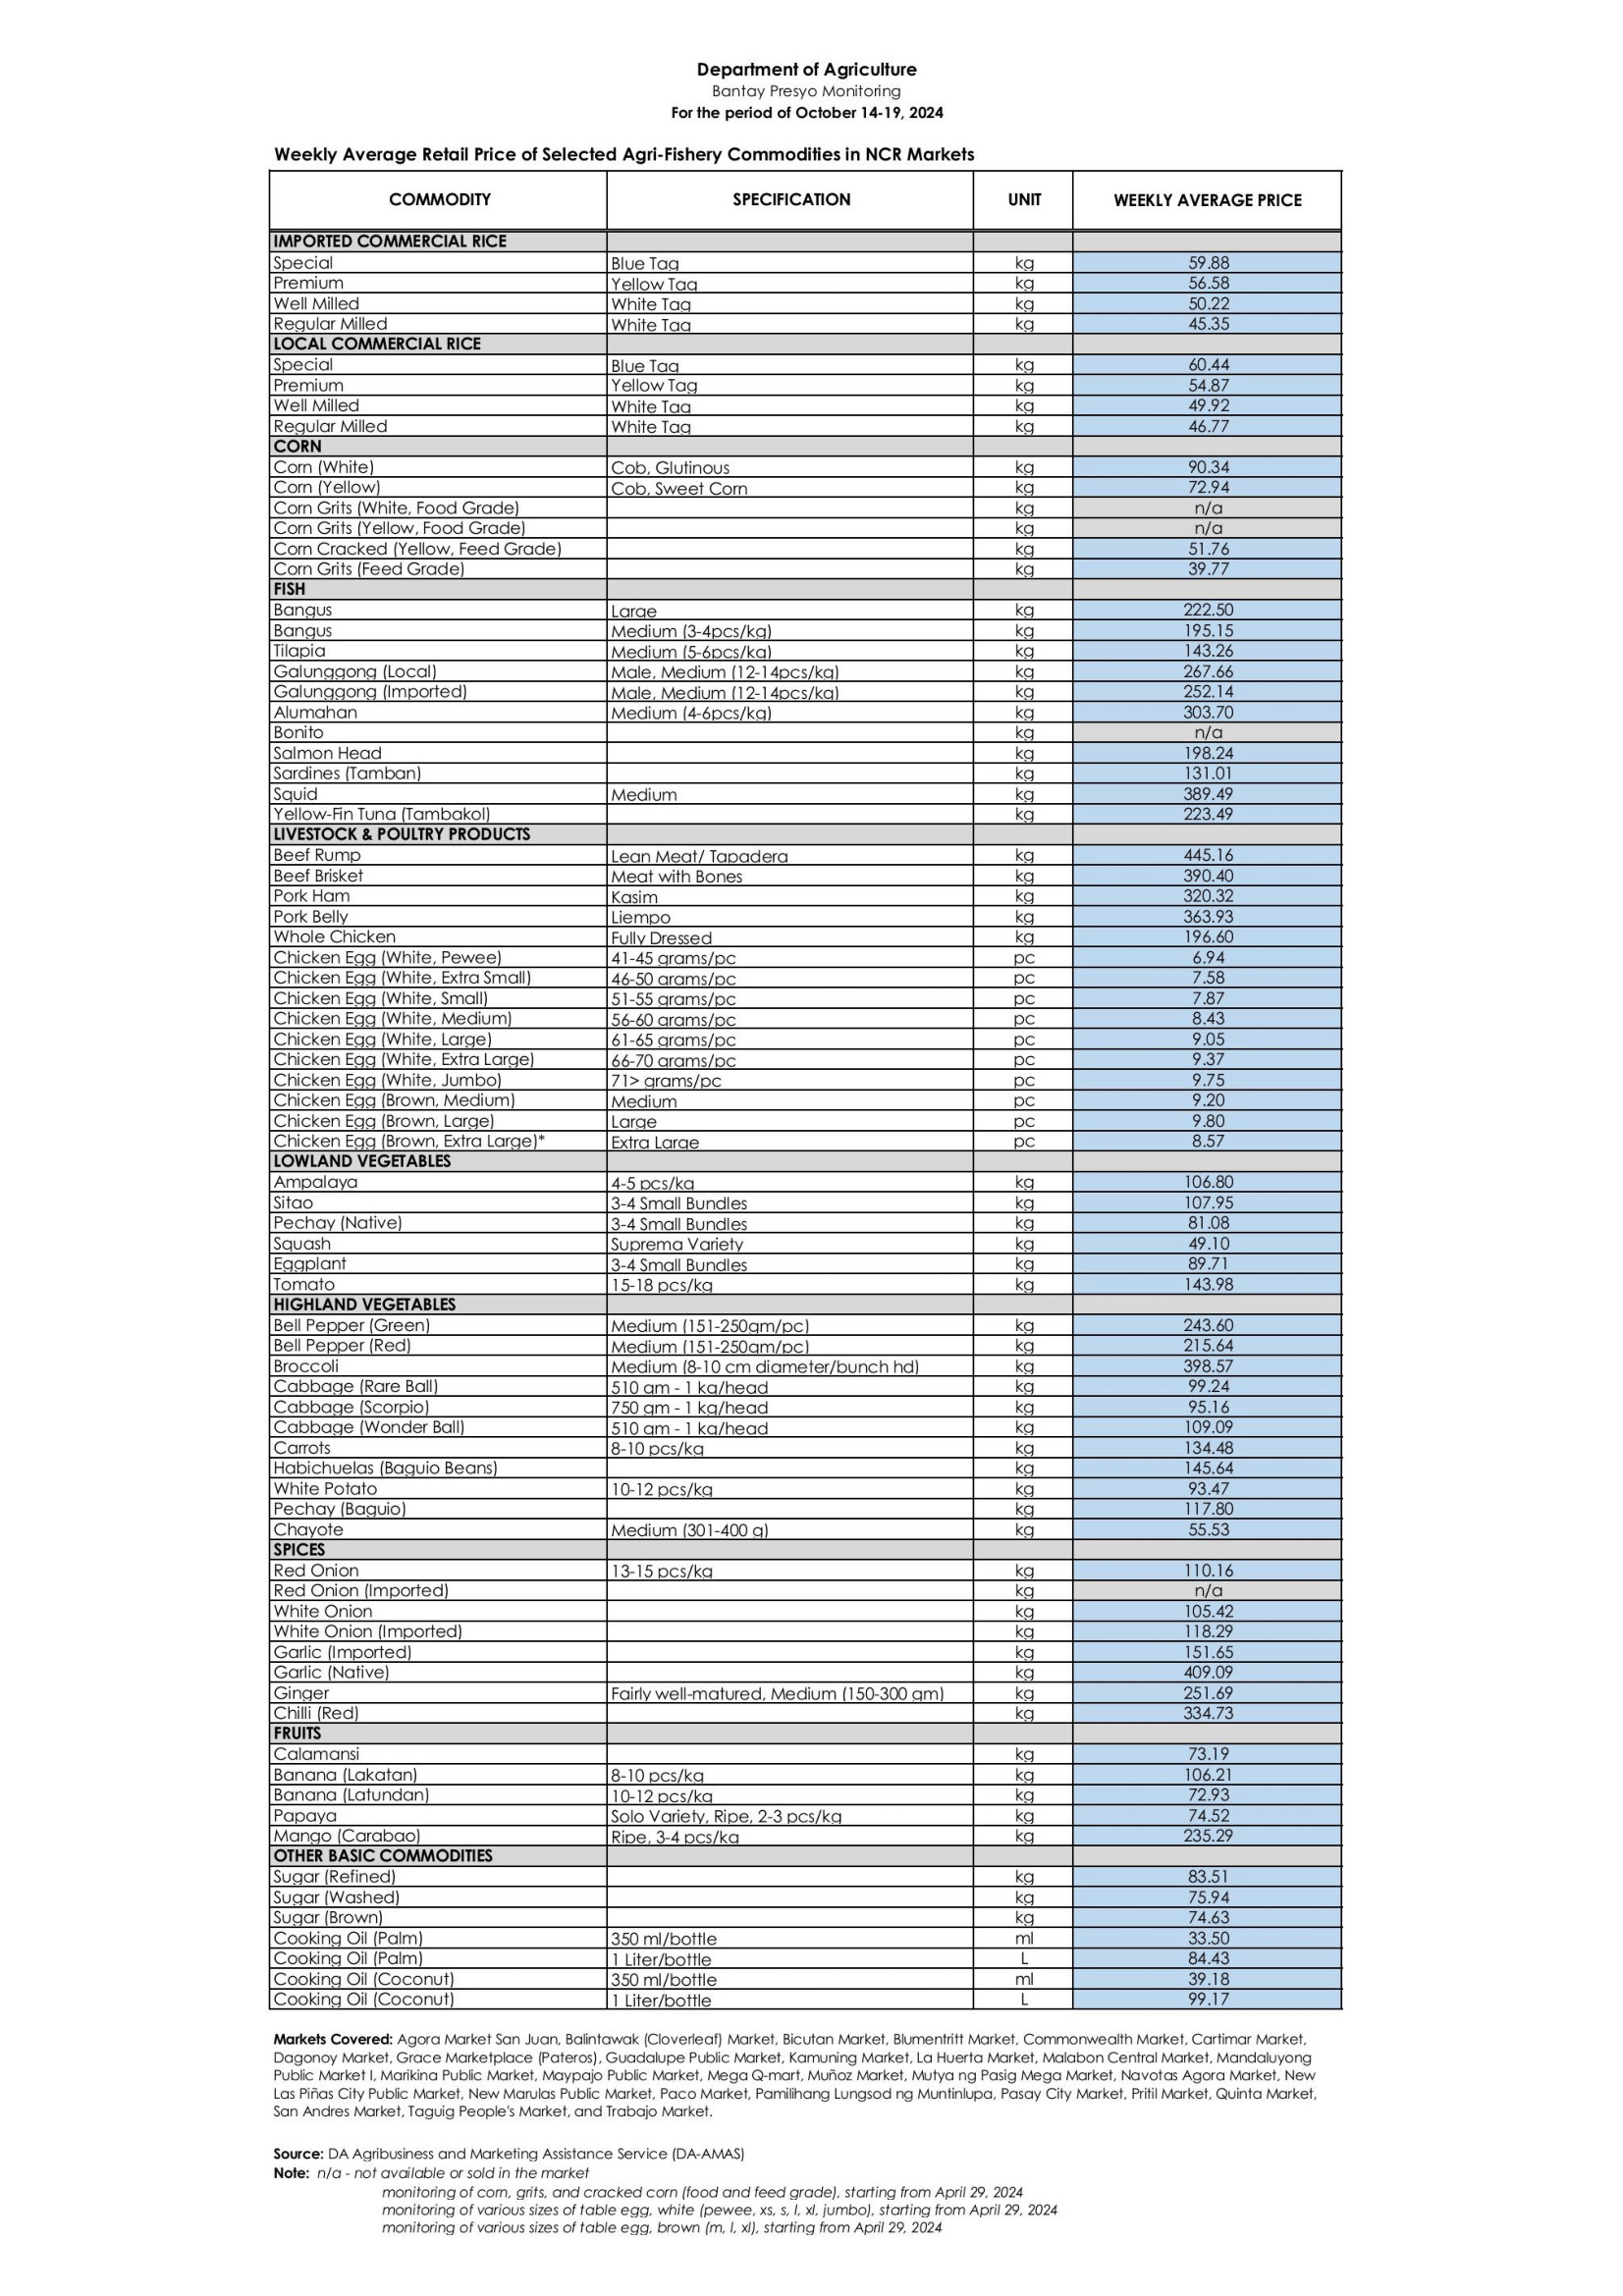 Department of Agriculture
Bantay Presyo Monitoring
For the period of October 14-19, 2024
Weekly Average Retail Price of Selected Agri-Fishery Commodities in NCR Markets
COMMODITY SPECIFICATION UNIT WEEKLY AVERAGE PRICE
IMPORTED COMMERCIAL RICE
Special Blue Tag kg 59.88
Premium Yellow Tag kg 56.58
Well Milled White Tag kg 50.22
Regular Milled White Tag kg 45.35
LOCAL COMMERCIAL RICE
Special Blue Tag kg 60.44
Premium Yellow Tag kg 54.87
Well Milled White Tag kg 49.92
Regular Milled White Tag kg 46.77
CORN
Corn (White) Cob, Glutinous kg 90.34
Corn (Yellow) Cob, Sweet Corn kg 72.94
Corn Grits (White, Food Grade) kg n/a
Corn Grits (Yellow, Food Grade) kg n/a
Corn Cracked (Yellow, Feed Grade) kg 51.76
Corn Grits (Feed Grade) kg 39.77
FISH
Bangus Large kg 222.50
Bangus Medium (3-4pcs/kg) kg 195.15
Tilapia Medium (5-6pcs/kg) kg 143.26
Galunggong (Local) Male, Medium (12-14pcs/kg) kg 267.66
Galunggong (Imported) Male, Medium (12-14pcs/kg) kg 252.14
Alumahan Medium (4-6pcs/kg) kg 303.70
Bonito kg n/a
Salmon Head kg 198.24
Sardines (Tamban) kg 131.01
Squid Medium kg 389.49
Yellow-Fin Tuna (Tambakol) kg 223.49
LIVESTOCK & POULTRY PRODUCTS
Beef Rump Lean Meat/ Tapadera kg 445.16
Beef Brisket Meat with Bones kg 390.40
Pork Ham Kasim kg 320.32
Pork Belly Liempo kg 363.93
Whole Chicken Fully Dressed kg 196.60
Chicken Egg (White, Pewee) 41-45 grams/pc pc 6.94
Chicken Egg (White, Extra Small) 46-50 grams/pc pc 7.58
Chicken Egg (White, Small) 51-55 grams/pc pc 7.87
Chicken Egg (White, Medium) 56-60 grams/pc pc 8.43
Chicken Egg (White, Large) 61-65 grams/pc pc 9.05
Chicken Egg (White, Extra Large) 66-70 grams/pc pc 9.37
Chicken Egg (White, Jumbo) 71> grams/pc pc 9.75
Chicken Egg (Brown, Medium) Medium pc 9.20
Chicken Egg (Brown, Large) Large pc 9.80
Chicken Egg (Brown, Extra Large)* Extra Large pc 8.57
LOWLAND VEGETABLES
Ampalaya 4-5 pcs/kg kg 106.80
Sitao 3-4 Small Bundles kg 107.95
Pechay (Native) 3-4 Small Bundles kg 81.08
Squash Suprema Variety kg 49.10
Eggplant 3-4 Small Bundles kg 89.71
Tomato 15-18 pcs/kg kg 143.98
HIGHLAND VEGETABLES
Bell Pepper (Green) Medium (151-250gm/pc) kg 243.60
Bell Pepper (Red) Medium (151-250gm/pc) kg 215.64
Broccoli Medium (8-10 cm diameter/bunch hd) kg 398.57
Cabbage (Rare Ball) 510 gm - 1 kg/head kg 99.24
Cabbage (Scorpio) 750 gm - 1 kg/head kg 95.16
Cabbage (Wonder Ball) 510 gm - 1 kg/head kg 109.09
Carrots 8-10 pcs/kg kg 134.48
Habichuelas (Baguio Beans) kg 145.64
White Potato 10-12 pcs/kg kg 93.47
Pechay (Baguio) kg 117.80
Chayote Medium (301-400 g) kg 55.53
SPICES
Red Onion 13-15 pcs/kg kg 110.16
Red Onion (Imported) kg n/a
White Onion kg 105.42
White Onion (Imported) kg 118.29
Garlic (Imported) kg 151.65
Garlic (Native) kg 409.09
Ginger Fairly well-matured, Medium (150-300 gm) kg 251.69
Chilli (Red) kg 334.73
FRUITS
Calamansi kg 73.19
Banana (Lakatan) 8-10 pcs/kg kg 106.21
Banana (Latundan) 10-12 pcs/kg kg 72.93
Papaya Solo Variety, Ripe, 2-3 pcs/kg kg 74.52
Mango (Carabao) Ripe, 3-4 pcs/kg kg 235.29
OTHER BASIC COMMODITIES
Sugar (Refined) kg 83.51
Sugar (Washed) kg 75.94
Sugar (Brown) kg 74.63
Cooking Oil (Palm) 350 ml/bottle ml 33.50
Cooking Oil (Palm) 1 Liter/bottle L 84.43
Cooking Oil (Coconut) 350 ml/bottle ml 39.18
Cooking Oil (Coconut) 1 Liter/bottle L 99.17
Markets Covered: Agora Market San Juan, Balintawak (Cloverleaf) Market, Bicutan Market, Blumentritt Market, Commonwealth Market, Cartimar Market,
Dagonoy Market, Grace Marketplace (Pateros), Guadalupe Public Market, Kamuning Market, La Huerta Market, Malabon Central Market, Mandaluyong
Public Market I, Marikina Public Market, Maypajo Public Market, Mega Q-mart, Muñoz Market, Mutya ng Pasig Mega Market, Navotas Agora Market, New
Las Piñas City Public Market, New Marulas Public Market, Paco Market, Pamilihang Lungsod ng Muntinlupa, Pasay City Market, Pritil Market, Quinta Market,
San Andres Market, Taguig People's Market, and Trabajo Market.
Source: DA Agribusiness and Marketing Assistance Service (DA-AMAS)
Note: n/a - not available or sold in the market
monitoring of corn, grits, and cracked corn (food and feed grade), starting from April 29, 2024
monitoring of various sizes of table egg, white (pewee, xs, s, l, xl, jumbo), starting from April 29, 2024
monitoring of various sizes of table egg, brown (m, l, xl), starting from April 29, 2024